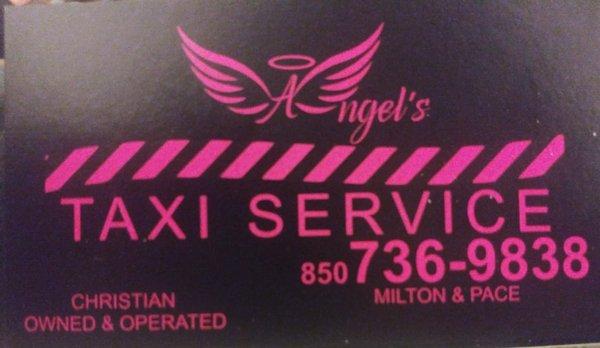 Angel's
TAXI SERVICE
850 736-9838
MILTON & PACE
CHRISTIAN
OWNED & OPERATED